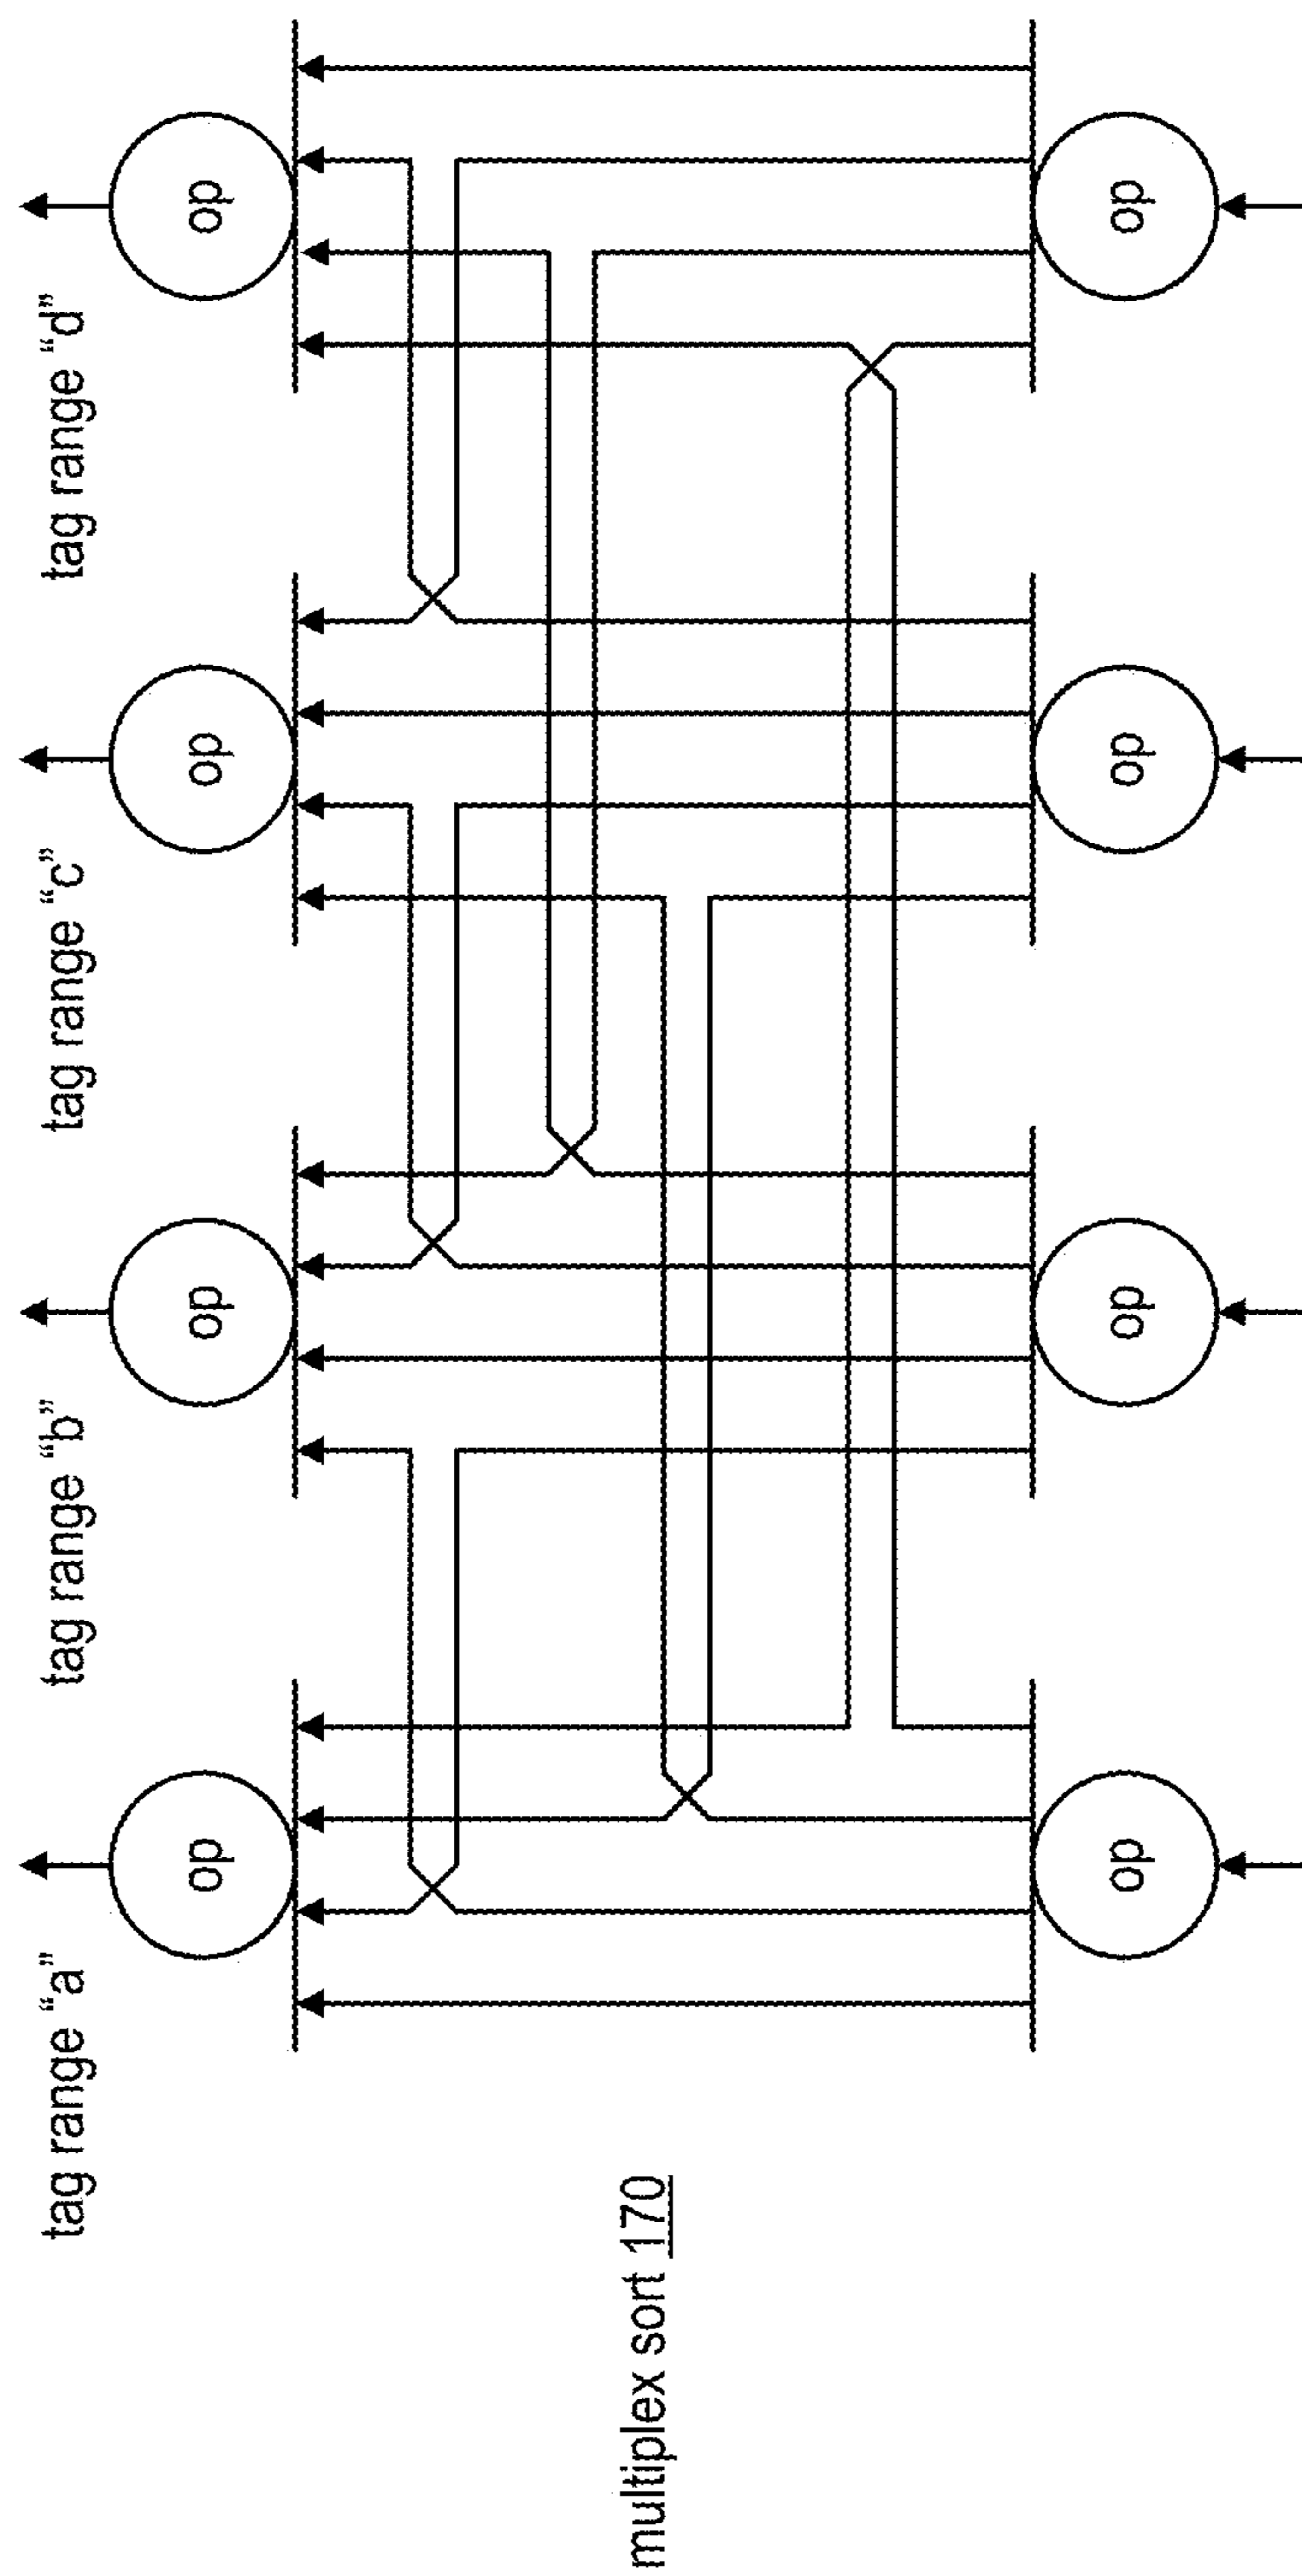 tag range “a”
tag range “b”
tag range “c”
tag range “d”
op
op
op
op
multiplex sort 170
op
op
op
op